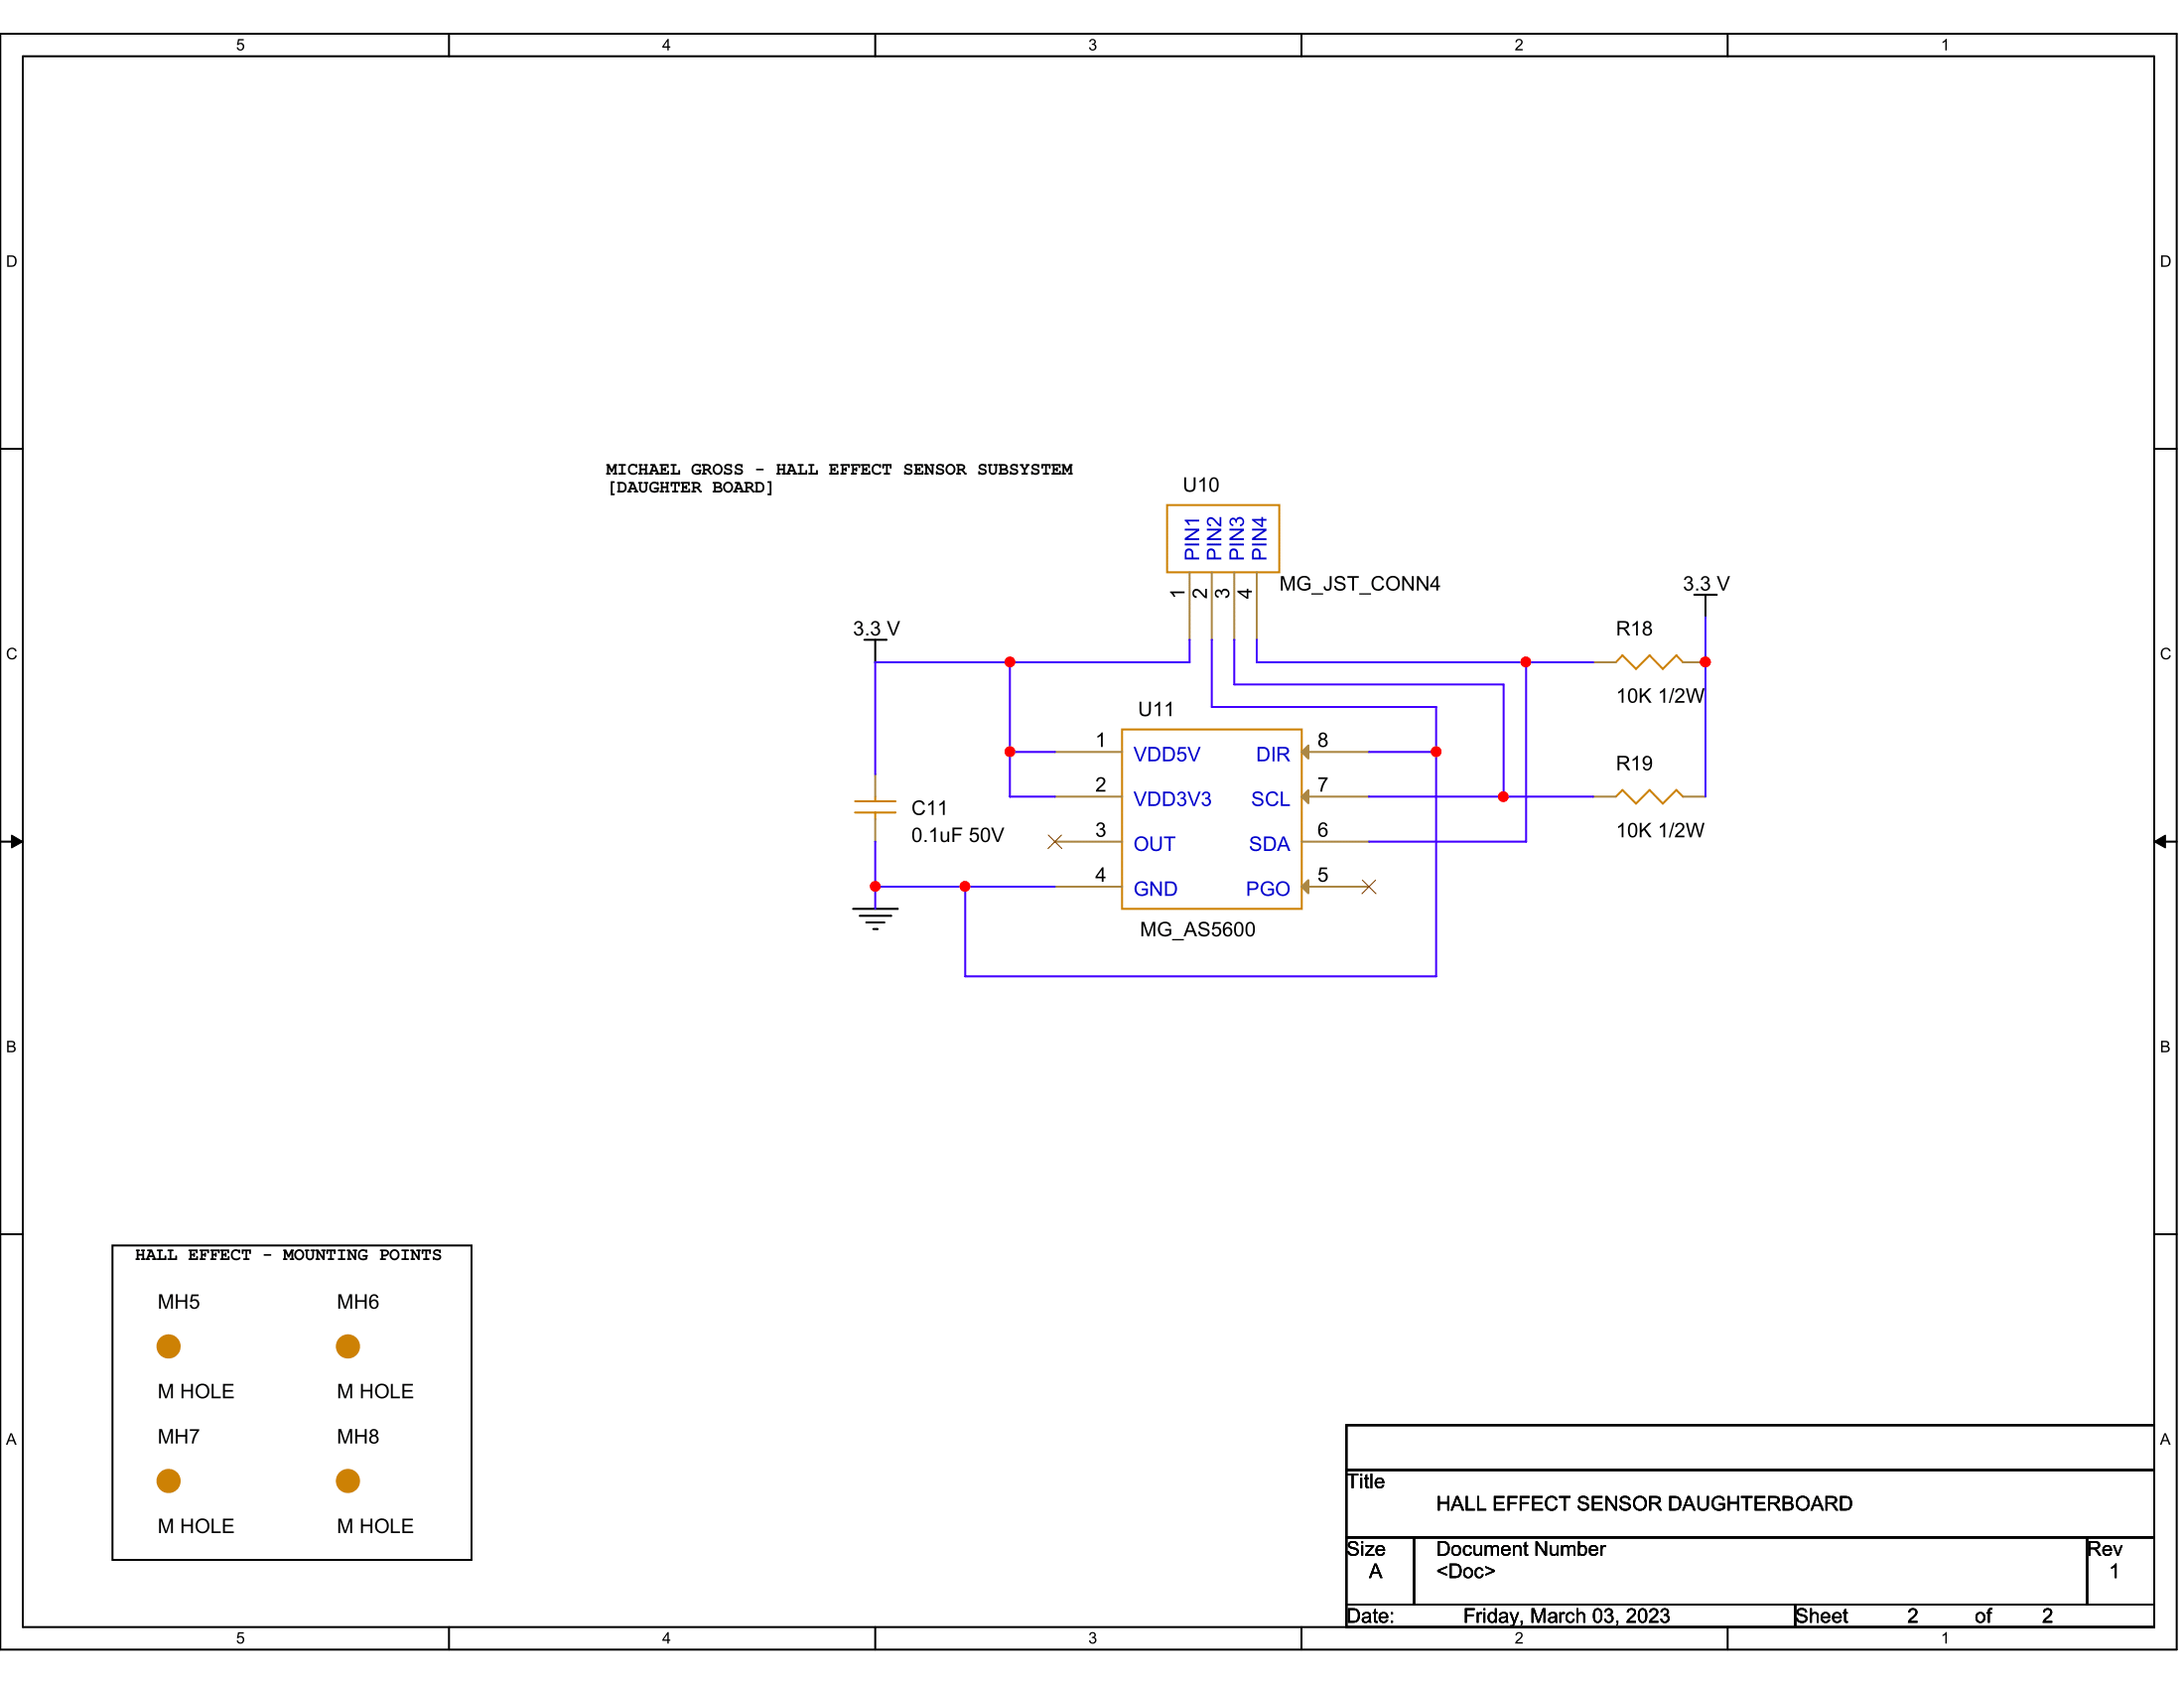 5 4 3 2 1
D D
MICHAEL GROSS - HALL EFFECT SENSOR SUBSYSTEM
[DAUGHTER BOARD]
U10
PIN1 PIN2 PIN3 PIN4
1 2 3 4
MG_JST_CONN4
3.3 V
3.3 V
R18
10K 1/2W
C C
U11
1 VDD5V DIR 8
2 VDD3V3 SCL 7
3 OUT SDA 6
4 GND PGO 5
MG_AS5600
R19
10K 1/2W
C11
0.1uF 50V
B B
HALL EFFECT - MOUNTING POINTS
MH5 MH6
M HOLE M HOLE
MH7 MH8
M HOLE M HOLE
A A
Title
HALL EFFECT SENSOR DAUGHTERBOARD
Size Document Number Rev
A <Doc> 1
Date: Friday, March 03, 2023 Sheet 2 of 2
5 4 3 2 1